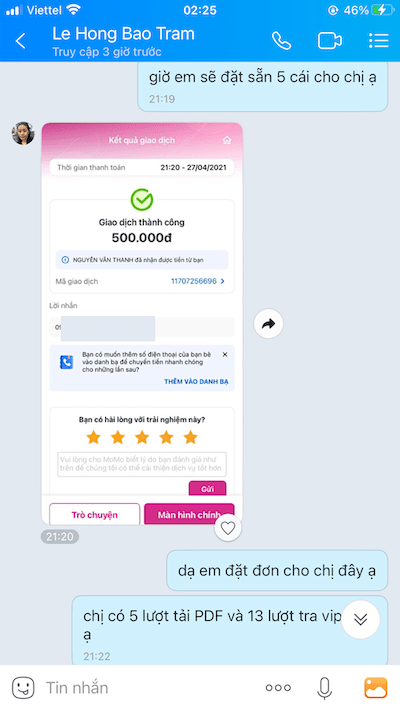 Viettel
02:25
46%
Le Hong Bao Tram
Truy cập 3 giờ trước
giờ em sẽ đặt sẵn 5 cái cho chị ạ
21:19
Kết quả giao dịch
Thời gian thanh toán 21:20 - 27/04/2021
Giao dịch thành công
500.000đ
NGUYỄN VĂN THANH đã nhận được tiền từ bạn
Mã giao dịch 11707256696
Lời nhắn
Bạn có muốn thêm số điện thoại của bạn bè
vào danh bạ để chuyển tiền nhanh chóng
cho những lần sau?
THÊM VÀO DANH BẠ
Bạn có hài lòng với trải nghiệm này?
Vui lòng cho MoMo biết lý do bạn đánh giá như
trên để chúng tôi có thể cải thiện dịch vụ tốt hơn
Gửi
Trò chuyện
Màn hình chính
21:20
dạ em đặt đơn cho chị đây ạ
chị có 5 lượt tải PDF và 13 lượt tra vip
ạ
21:22
Tin nhắn